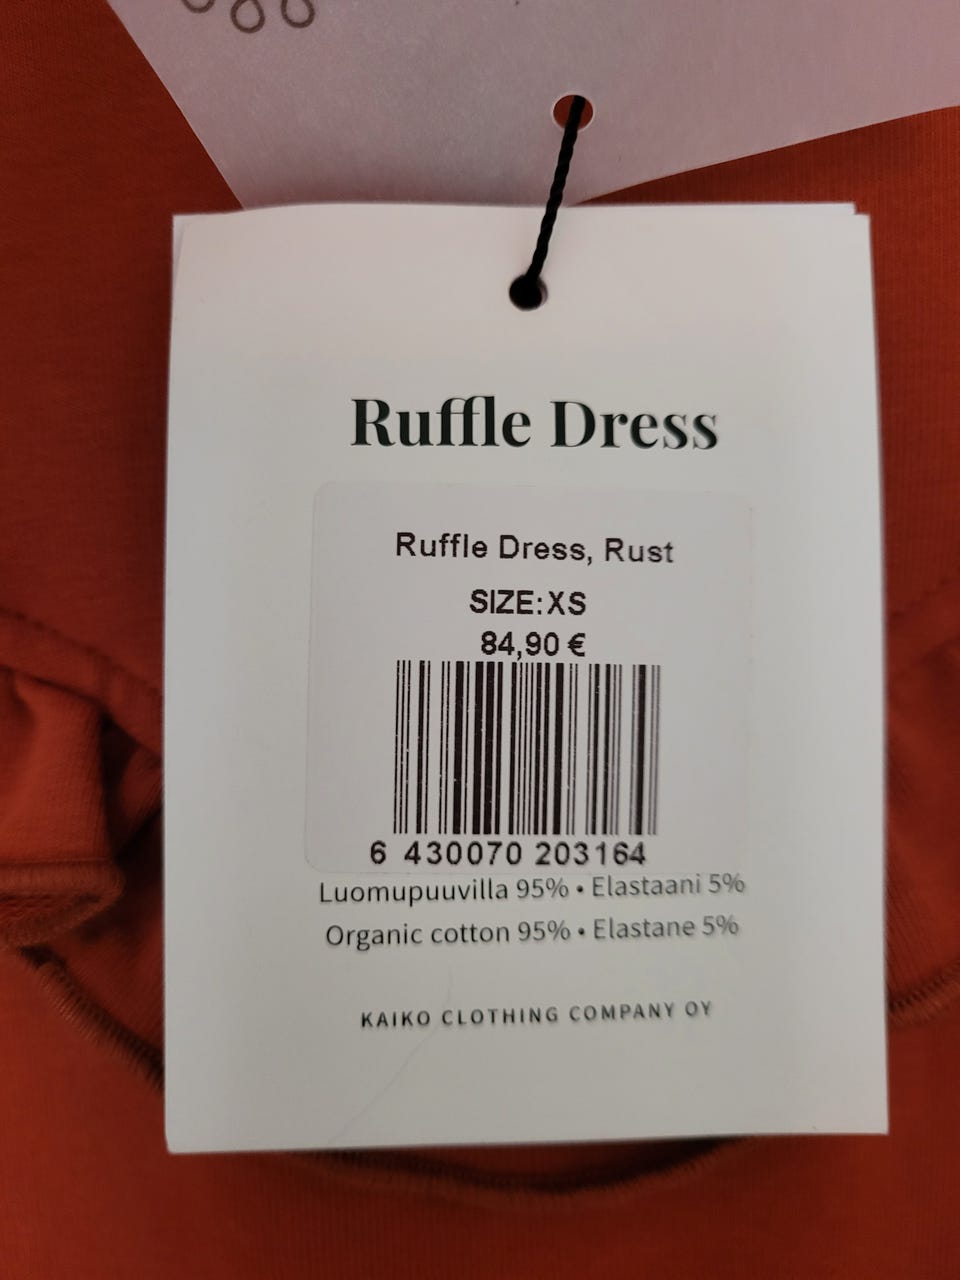 Ruffle Dress
Ruffle Dress, Rust
SIZE:XS
84,90 €
6 430070 203164
Luomupuuvilla 95% • Elastaani 5%
Organic cotton 95% • Elastane 5%
KAIKO CLOTHING COMPANY OY